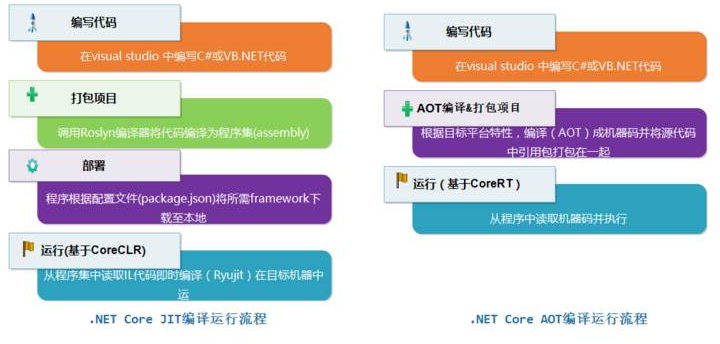 编写代码
在visual studio 中编写C#或VB.NET代码
打包项目
调用Roslyn编译器将代码编译为程序集(assembly)
部署
程序根据配置文件(package.json)将所需framework下
载至本地
运行(基于CoreCLR)
从程序集中读取IL代码即时编译（Ryujit）在目标机器中
运
.NET Core JIT编译运行流程
编写代码
在visual studio 中编写C#或VB.NET代码
AOT编译&打包项目
根据目标平台特性，编译（AOT）成机器码并将源代码
中引用包打包在一起
运行（基于CoreRT）
从程序中读取机器码并执行
.NET Core AOT编译运行流程